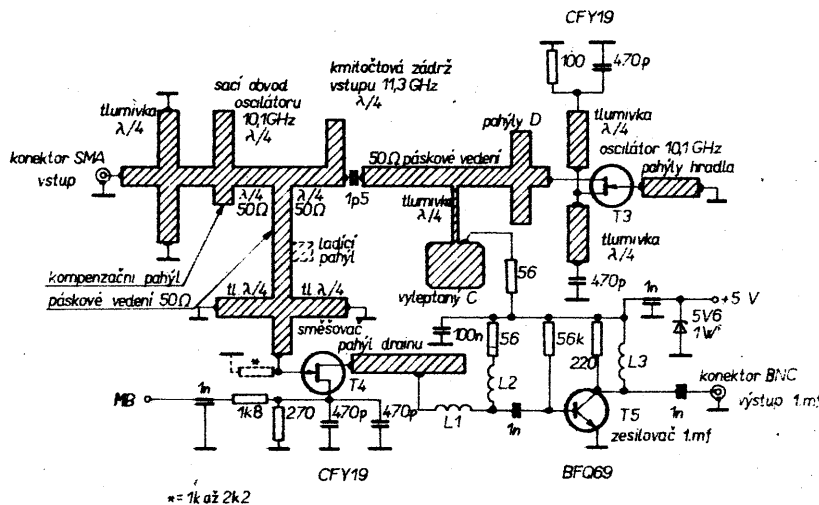 CFY19
100
470p
kmitočtová zádrž
vstupu 11,3 GHz
λ/4
sací obvod
oscilátoru
10,1GHz
λ/4
tlumivka
λ/4
pahýly D
tlumivka
λ/4
oscilátor 10,1 GHz
pahýly hradla
konektor SMA
vstup
50Ω páskové vedení
λ/4
50Ω
λ/4
50Ω
1p5
tlumivka
λ/4
T3
ladící
pahýl
tlumivka
λ/4
kompenzační pahýl
páskové vedení 50Ω
vyleptaný C
56
470p
tl. λ/4
tl. λ/4
1n
+5 V
směšovač
100n
56
56k
220
L3
5V6
1W
pahýl drainu
*
T4
L2
konektor BNC
výstup 1.mf
MB
1n
1k8
270
470p
470p
L1
1n
T5
1n
zesilovač 1.mf
CFY19
BFQ69
*=1k až 2k2